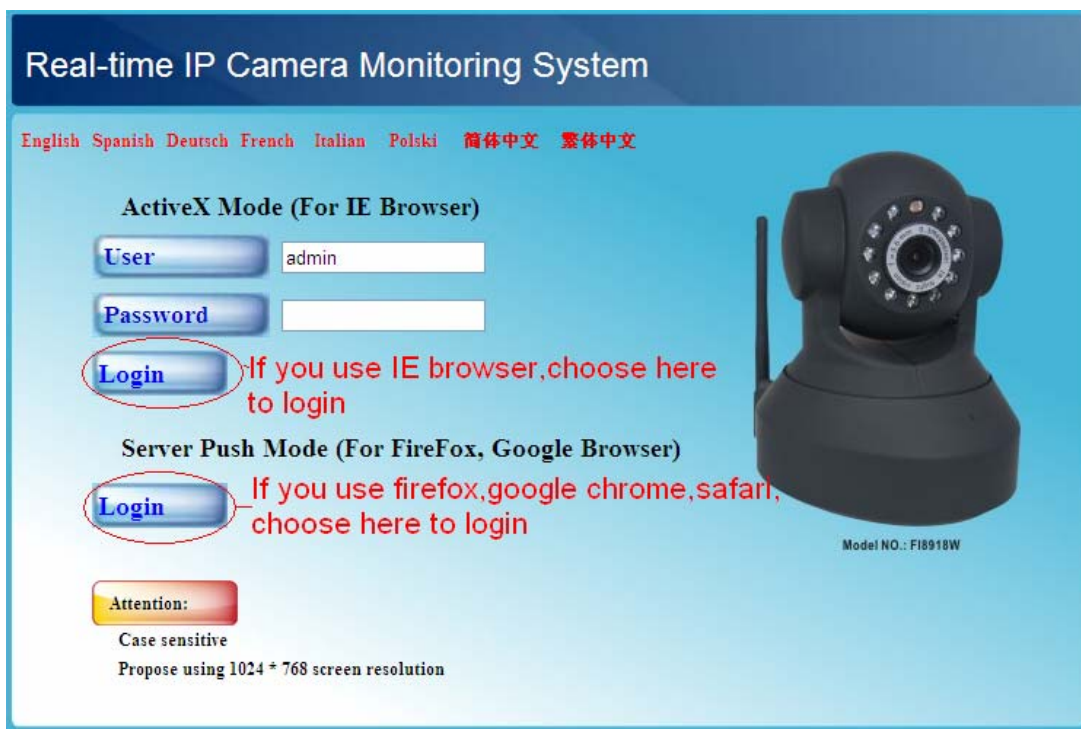 Real-time IP Camera Monitoring System
English Spanish Deutsch French Italian Polski 简体中文 繁体中文
ActiveX Mode (For IE Browser)
User admin
Password
Login
If you use IE browser,choose here
to login
Server Push Mode (For FireFox, Google Browser)
Login
If you use firefox,google chrome,safari,
choose here to login
Model NO.: FI8918W
Attention:
Case sensitive
Propose using 1024 * 768 screen resolution